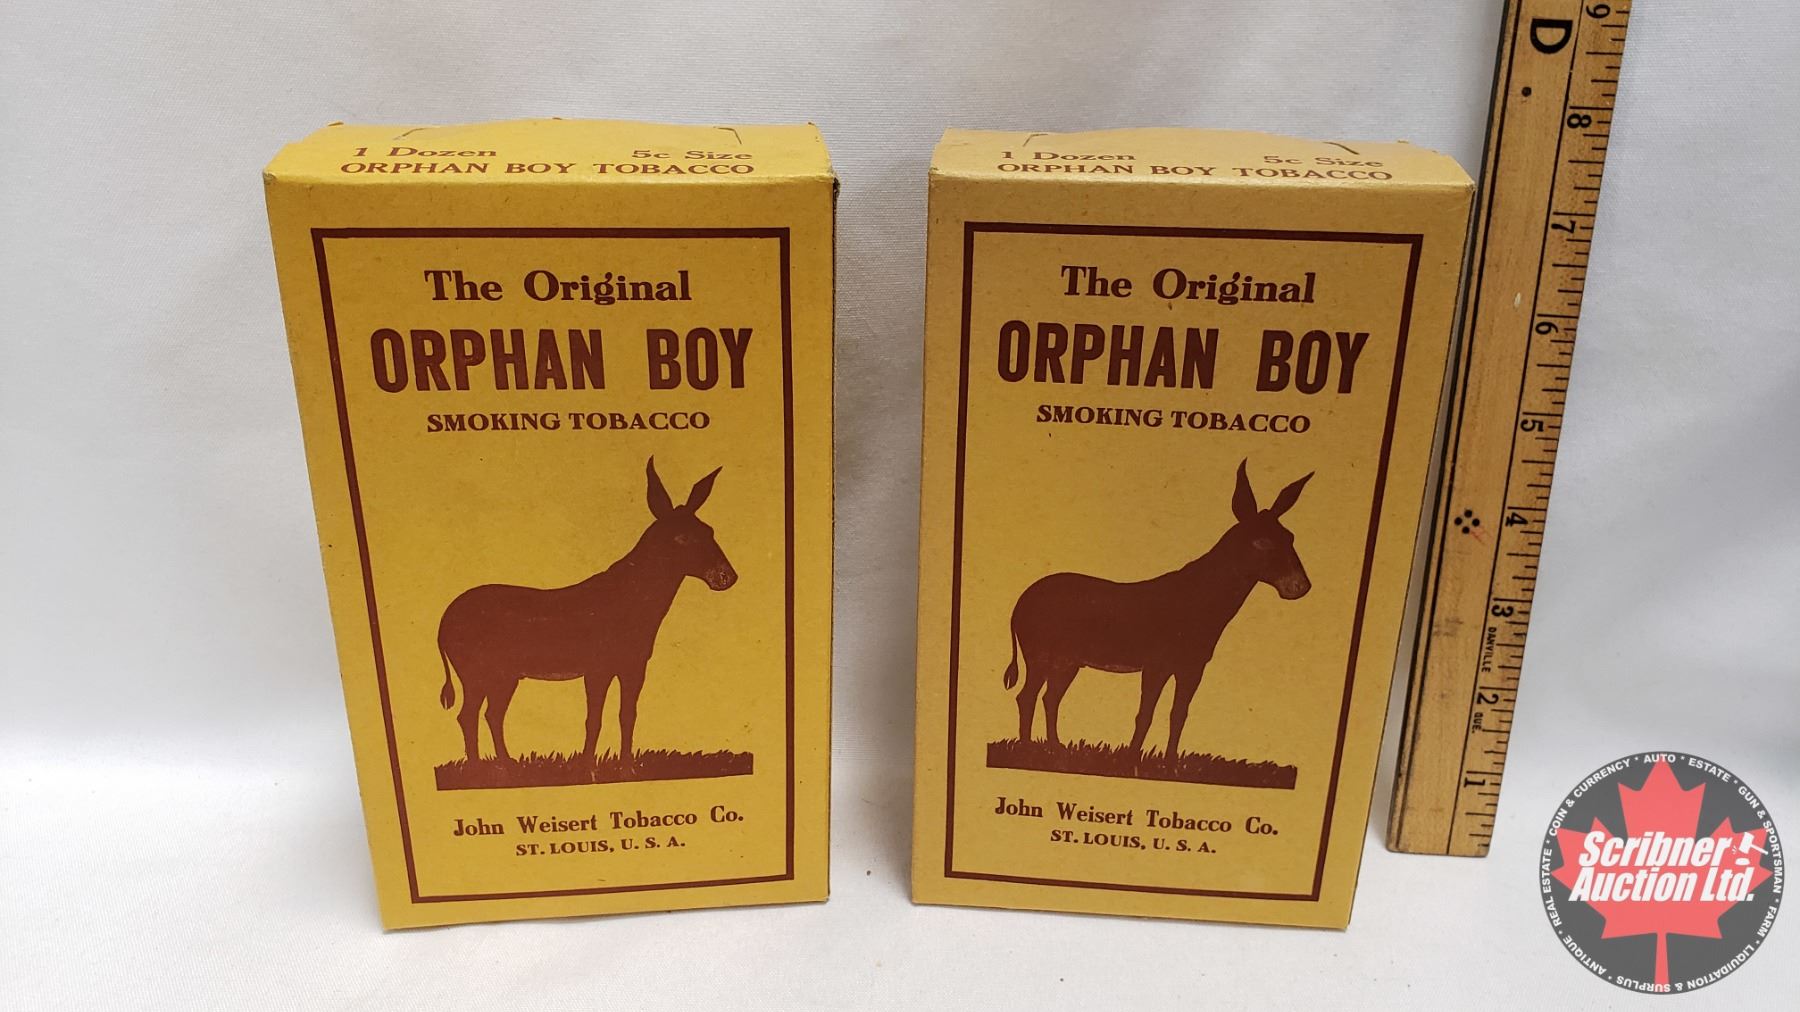 1 Dozen 5c Size
ORPHAN BOY TOBACCO
The Original
ORPHAN BOY
SMOKING TOBACCO
John Weisert Tobacco Co.
ST. LOUIS, U. S. A.
1 Dozen 5c Size
ORPHAN BOY TOBACCO
The Original
ORPHAN BOY
SMOKING TOBACCO
John Weisert Tobacco Co.
ST. LOUIS, U. S. A.
D
9
8
7
6
5
4
3
2
1
DANVILLE
QUE.
Scribner
Auction Ltd.
COIN & CURRENCY * AUTO * ESTATE * GUN & SPORTSMAN * FARM * LIQUIDATION & SURPLUS * ANTIQUE * REAL ESTATE *